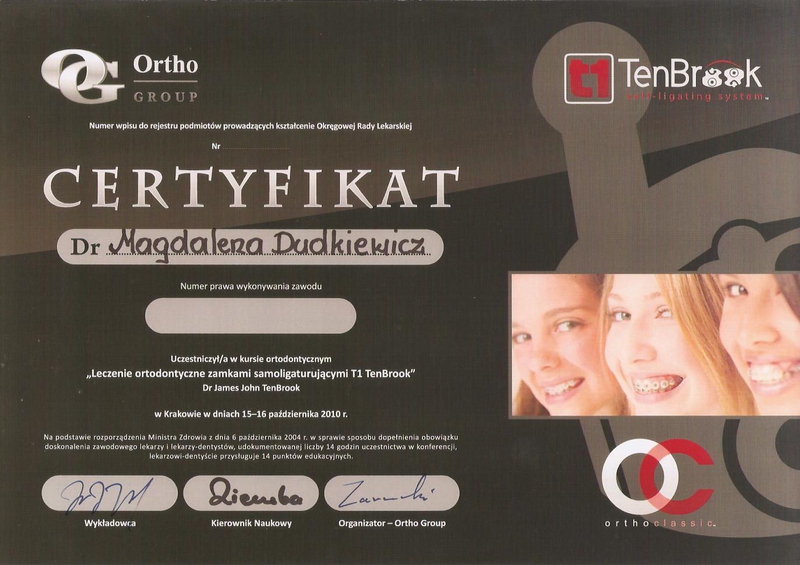 OG Ortho
GROUP
t1 TenBrook
self-ligating system™
Numer wpisu do rejestru podmiotów prowadzących kształcenie Okręgowej Rady Lekarskiej
Nr
CERTYFIKAT
Dr Magdalena Dudkiewicz
Numer prawa wykonywania zawodu
Uczestniczył/a w kursie ortodontycznym
„Leczenie ortodontyczne zamkami samoligaturującymi T1 TenBrook”
Dr James John TenBrook
w Krakowie w dniach 15–16 października 2010 r.
Na podstawie rozporządzenia Ministra Zdrowia z dnia 6 października 2004 r. w sprawie sposobu dopełnienia obowiązku
doskonalenia zawodowego lekarzy i lekarzy-dentystów, udokumentowanej liczby 14 godzin uczestnictwa w konferencji,
lekarzowi-dentyście przysługuje 14 punktów edukacyjnych.
Wykładowca
Kierownik Naukowy
Organizator – Ortho Group
OC
orthoclassic